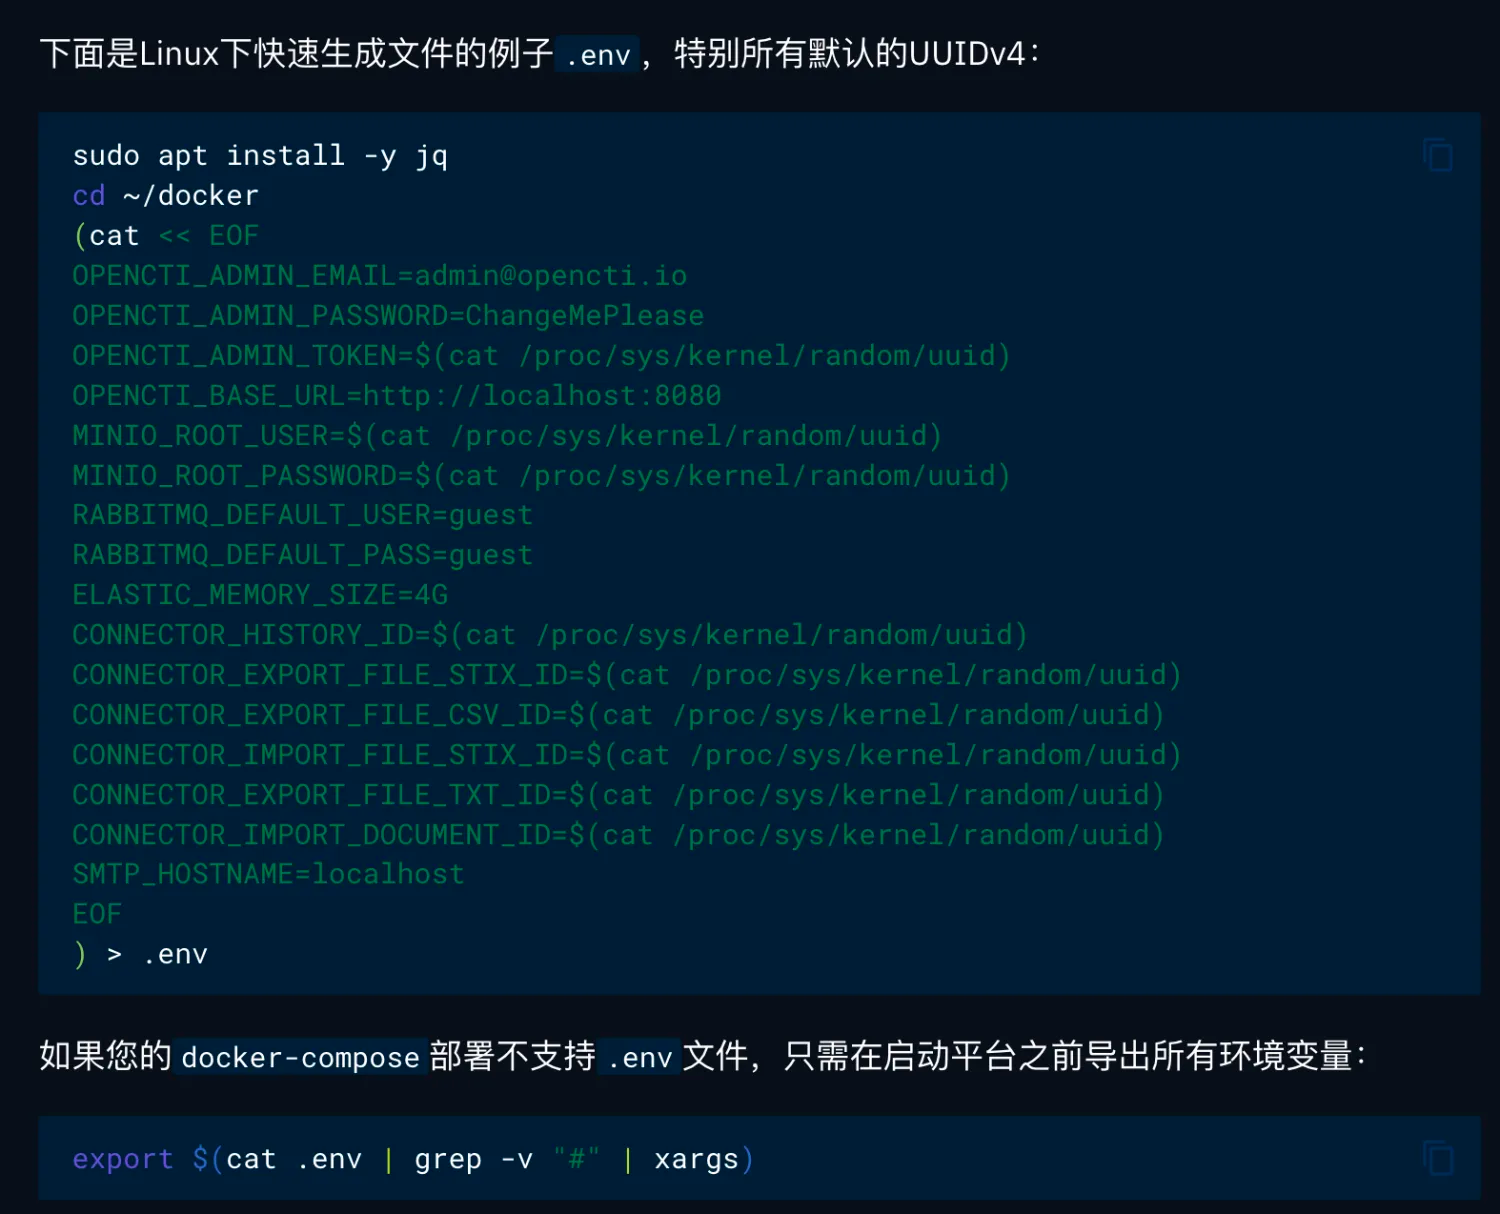 下面是Linux下快速生成文件的例子 .env，特别所有默认的UUIDv4：
sudo apt install -y jq
cd ~/docker
(cat << EOF
OPENCTI_ADMIN_EMAIL=admin@opencti.io
OPENCTI_ADMIN_PASSWORD=ChangeMePlease
OPENCTI_ADMIN_TOKEN=$(cat /proc/sys/kernel/random/uuid)
OPENCTI_BASE_URL=http://localhost:8080
MINIO_ROOT_USER=$(cat /proc/sys/kernel/random/uuid)
MINIO_ROOT_PASSWORD=$(cat /proc/sys/kernel/random/uuid)
RABBITMQ_DEFAULT_USER=guest
RABBITMQ_DEFAULT_PASS=guest
ELASTIC_MEMORY_SIZE=4G
CONNECTOR_HISTORY_ID=$(cat /proc/sys/kernel/random/uuid)
CONNECTOR_EXPORT_FILE_STIX_ID=$(cat /proc/sys/kernel/random/uuid)
CONNECTOR_EXPORT_FILE_CSV_ID=$(cat /proc/sys/kernel/random/uuid)
CONNECTOR_IMPORT_FILE_STIX_ID=$(cat /proc/sys/kernel/random/uuid)
CONNECTOR_EXPORT_FILE_TXT_ID=$(cat /proc/sys/kernel/random/uuid)
CONNECTOR_IMPORT_DOCUMENT_ID=$(cat /proc/sys/kernel/random/uuid)
SMTP_HOSTNAME=localhost
EOF
) > .env
如果您的 docker-compose 部署不支持 .env 文件，只需在启动平台之前导出所有环境变量：
export $(cat .env | grep -v "#" | xargs)